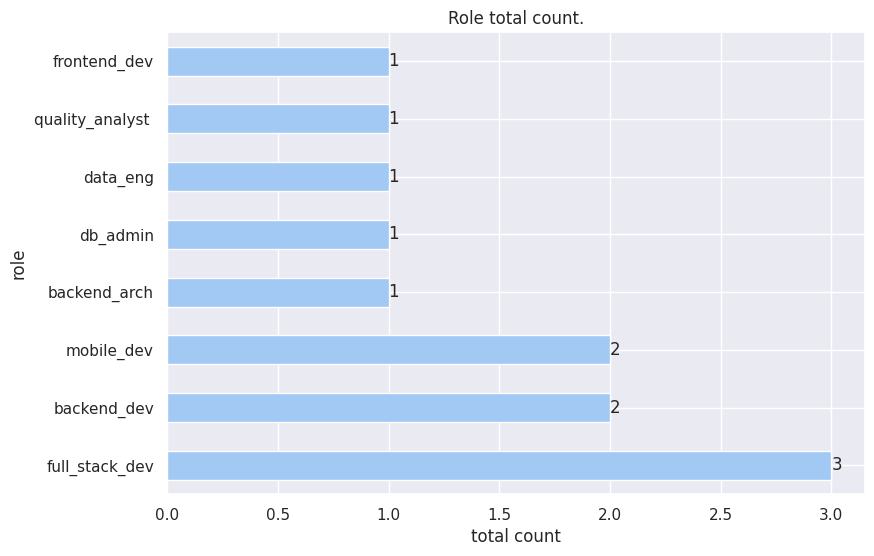 Role total count.
frontend_dev
1
quality_analyst
1
data_eng
1
db_admin
1
backend_arch
1
mobile_dev
2
backend_dev
2
full_stack_dev
3
role
0.0 0.5 1.0 1.5 2.0 2.5 3.0
total count